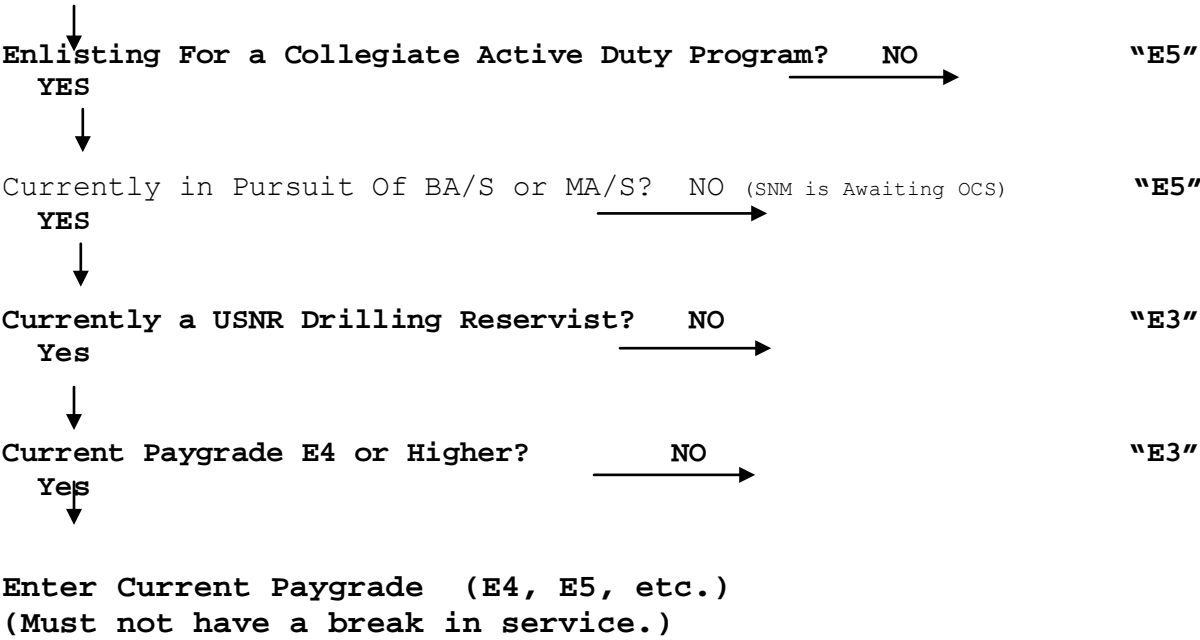 Enlisting For a Collegiate Active Duty Program? NO “E5”
YES
Currently in Pursuit Of BA/S or MA/S? NO (SNM is Awaiting OCS) “E5”
YES
Currently a USNR Drilling Reservist? NO “E3”
Yes
Current Paygrade E4 or Higher? NO “E3”
Yes
Enter Current Paygrade (E4, E5, etc.)
(Must not have a break in service.)